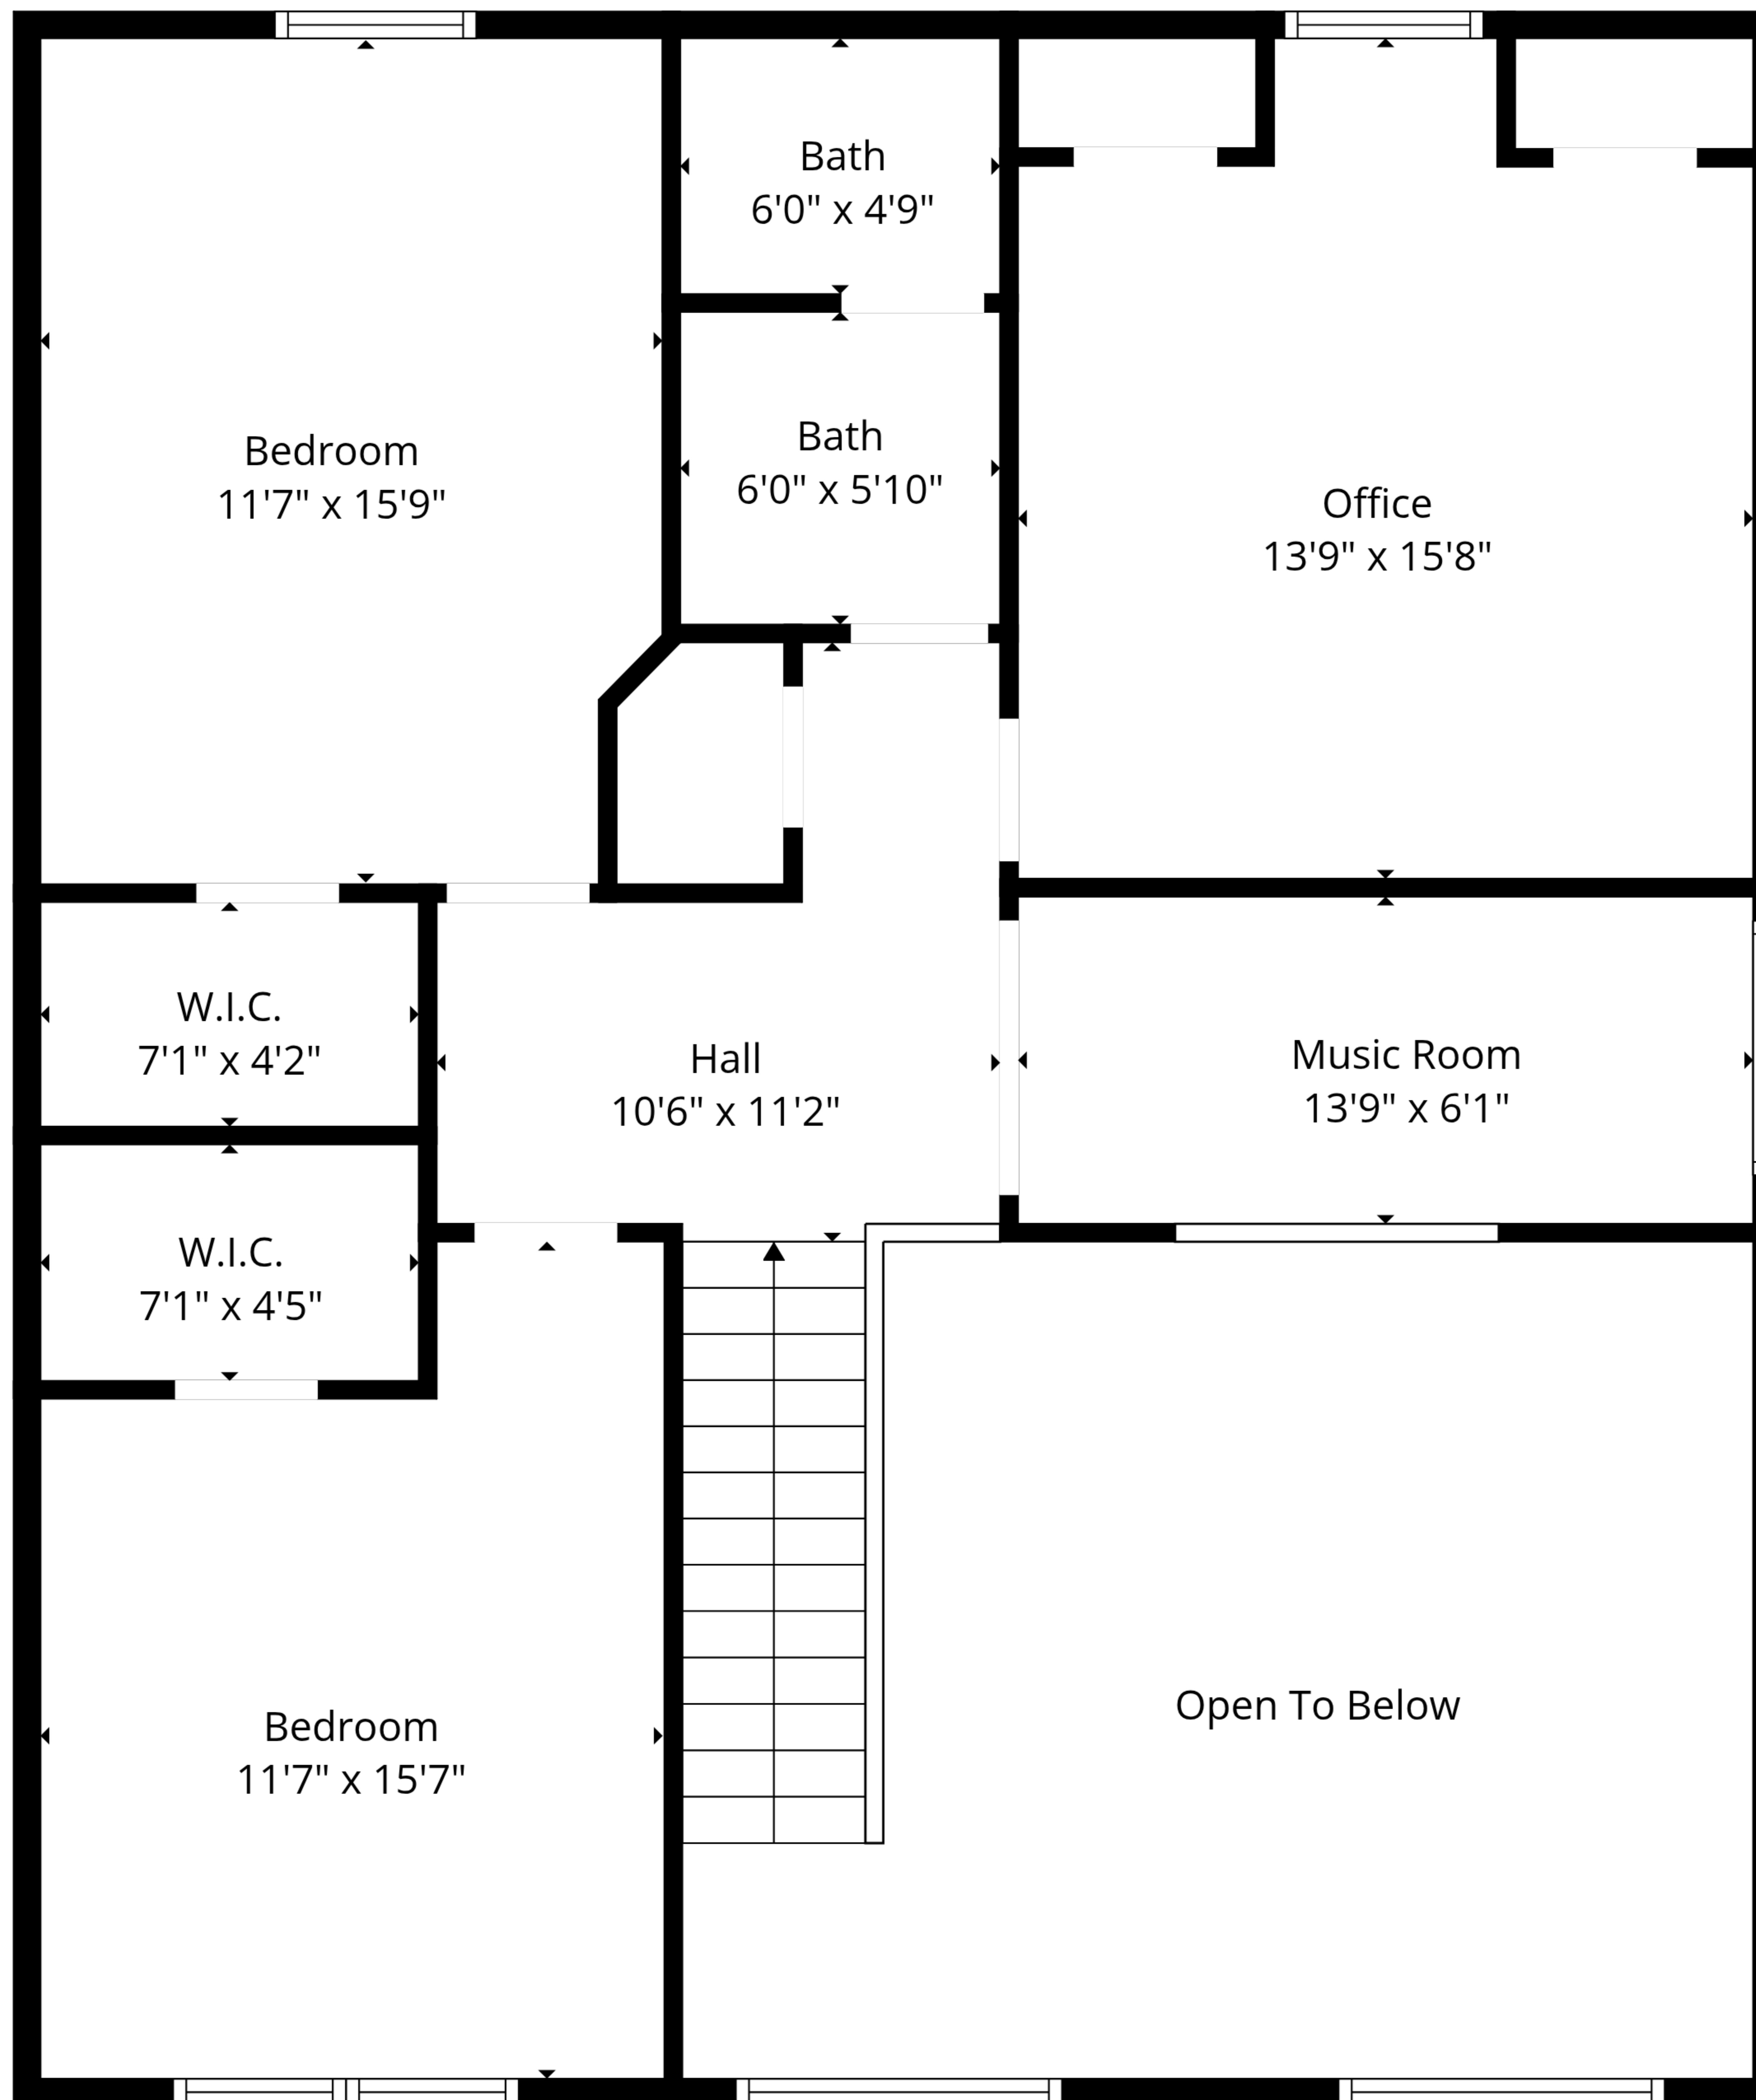 Bath
6'0" x 4'9"
Bedroom
11'7" x 15'9"
Bath
6'0" x 5'10"
Office
13'9" x 15'8"
W.I.C.
7'1" x 4'2"
Hall
10'6" x 11'2"
Music Room
13'9" x 6'1"
W.I.C.
7'1" x 4'5"
Bedroom
11'7" x 15'7"
Open To Below